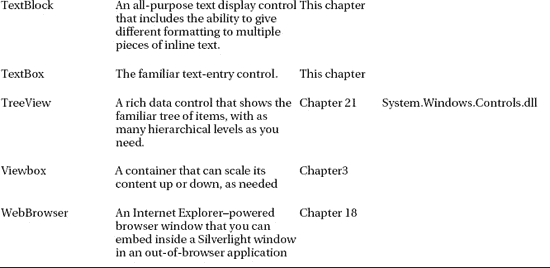 TextBlock An all-purpose text display control This chapter
that includes the ability to give
different formatting to multiple
pieces of inline text.
TextBox The familiar text-entry control. This chapter
TreeView A rich data control that shows the Chapter 21 System.Windows.Controls.dll
familiar tree of items, with as
many hierarchical levels as you
need.
Viewbox A container that can scale its Chapter3
content up or down, as needed
WebBrowser An Internet Explorer–powered Chapter 18
browser window that you can
embed inside a Silverlight window
in an out-of-browser application